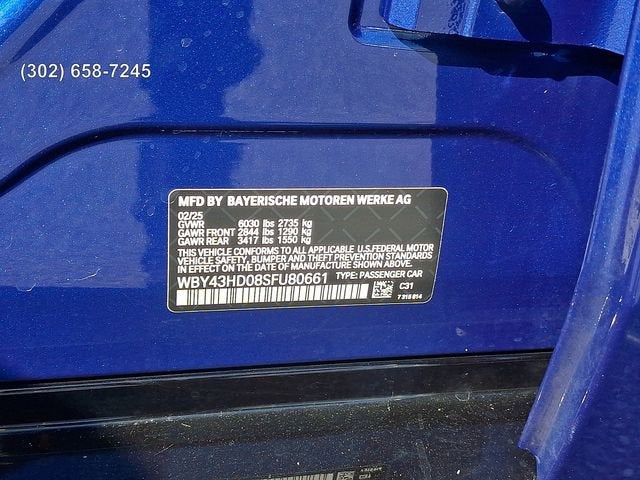 (302) 658-7245
MFD BY BAYERISCHE MOTOREN WERKE AG
02/25
GVWR 6030 lbs 2735 kg
GAWR FRONT 2844 lbs 1290 kg
GAWR REAR 3417 lbs 1550 kg
THIS VEHICLE CONFORMS TO ALL APPLICABLE U.S.FEDERAL MOTOR
VEHICLE SAFETY, BUMPER AND THEFT PREVENTION STANDARDS
IN EFFECT ON THE DATE OF MANUFACTURE SHOWN ABOVE.
WBY43HD08SFU80661 TYPE: PASSENGER CAR
C31
7 318 814